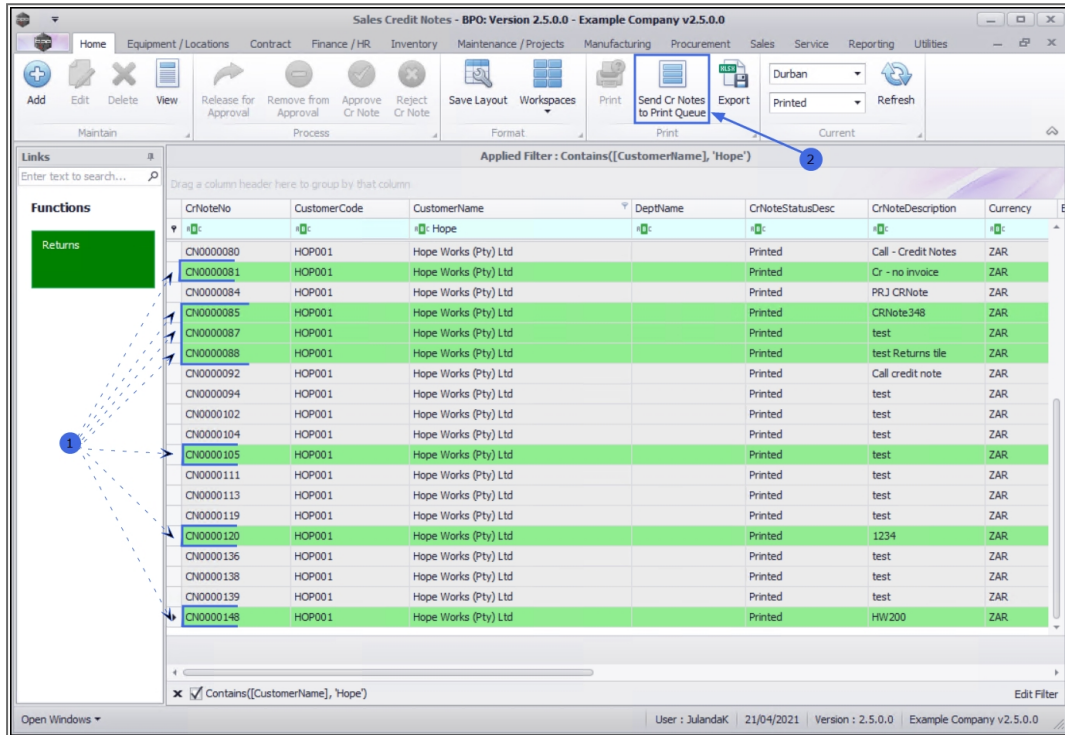 Sales Credit Notes - BPO: Version 2.5.0.0 - Example Company v2.5.0.0
Home Equipment / Locations Contract Finance / HR Inventory Maintenance / Projects Manufacturing Procurement Sales Service Reporting Utilities
Add Edit Delete View
Release for Approval
Remove from Approval
Approve Cr Note
Reject Cr Note
Save Layout Workspaces
Print
Send Cr Notes to Print Queue
Export
Durban
Printed
Refresh
Maintain Process Format Print Current
Links
Enter text to search...
Functions
Returns
1
2
Applied Filter : Contains([CustomerName], 'Hope')
Drag a column header here to group by that column
CrNoteNo CustomerCode CustomerName DeptName CrNoteStatusDesc CrNoteDescription Currency E
Hope
CN0000080 HOP001 Hope Works (Pty) Ltd Printed Call - Credit Notes ZAR
CN0000081 HOP001 Hope Works (Pty) Ltd Printed Cr - no invoice ZAR
CN0000084 HOP001 Hope Works (Pty) Ltd Printed PRJ CRNote ZAR
CN0000085 HOP001 Hope Works (Pty) Ltd Printed CRNote348 ZAR
CN0000087 HOP001 Hope Works (Pty) Ltd Printed test ZAR
CN0000088 HOP001 Hope Works (Pty) Ltd Printed test Returns tile ZAR
CN0000092 HOP001 Hope Works (Pty) Ltd Printed Call credit note ZAR
CN0000094 HOP001 Hope Works (Pty) Ltd Printed test ZAR
CN0000102 HOP001 Hope Works (Pty) Ltd Printed test ZAR
CN0000104 HOP001 Hope Works (Pty) Ltd Printed test ZAR
CN0000105 HOP001 Hope Works (Pty) Ltd Printed test ZAR
CN0000111 HOP001 Hope Works (Pty) Ltd Printed test ZAR
CN0000113 HOP001 Hope Works (Pty) Ltd Printed test ZAR
CN0000119 HOP001 Hope Works (Pty) Ltd Printed test ZAR
CN0000120 HOP001 Hope Works (Pty) Ltd Printed 1234 ZAR
CN0000136 HOP001 Hope Works (Pty) Ltd Printed test ZAR
CN0000138 HOP001 Hope Works (Pty) Ltd Printed test ZAR
CN0000139 HOP001 Hope Works (Pty) Ltd Printed test ZAR
CN0000148 HOP001 Hope Works (Pty) Ltd Printed HW200 ZAR
Contains([CustomerName], 'Hope') Edit Filter
Open Windows User : JulandaK 21/04/2021 Version : 2.5.0.0 Example Company v2.5.0.0